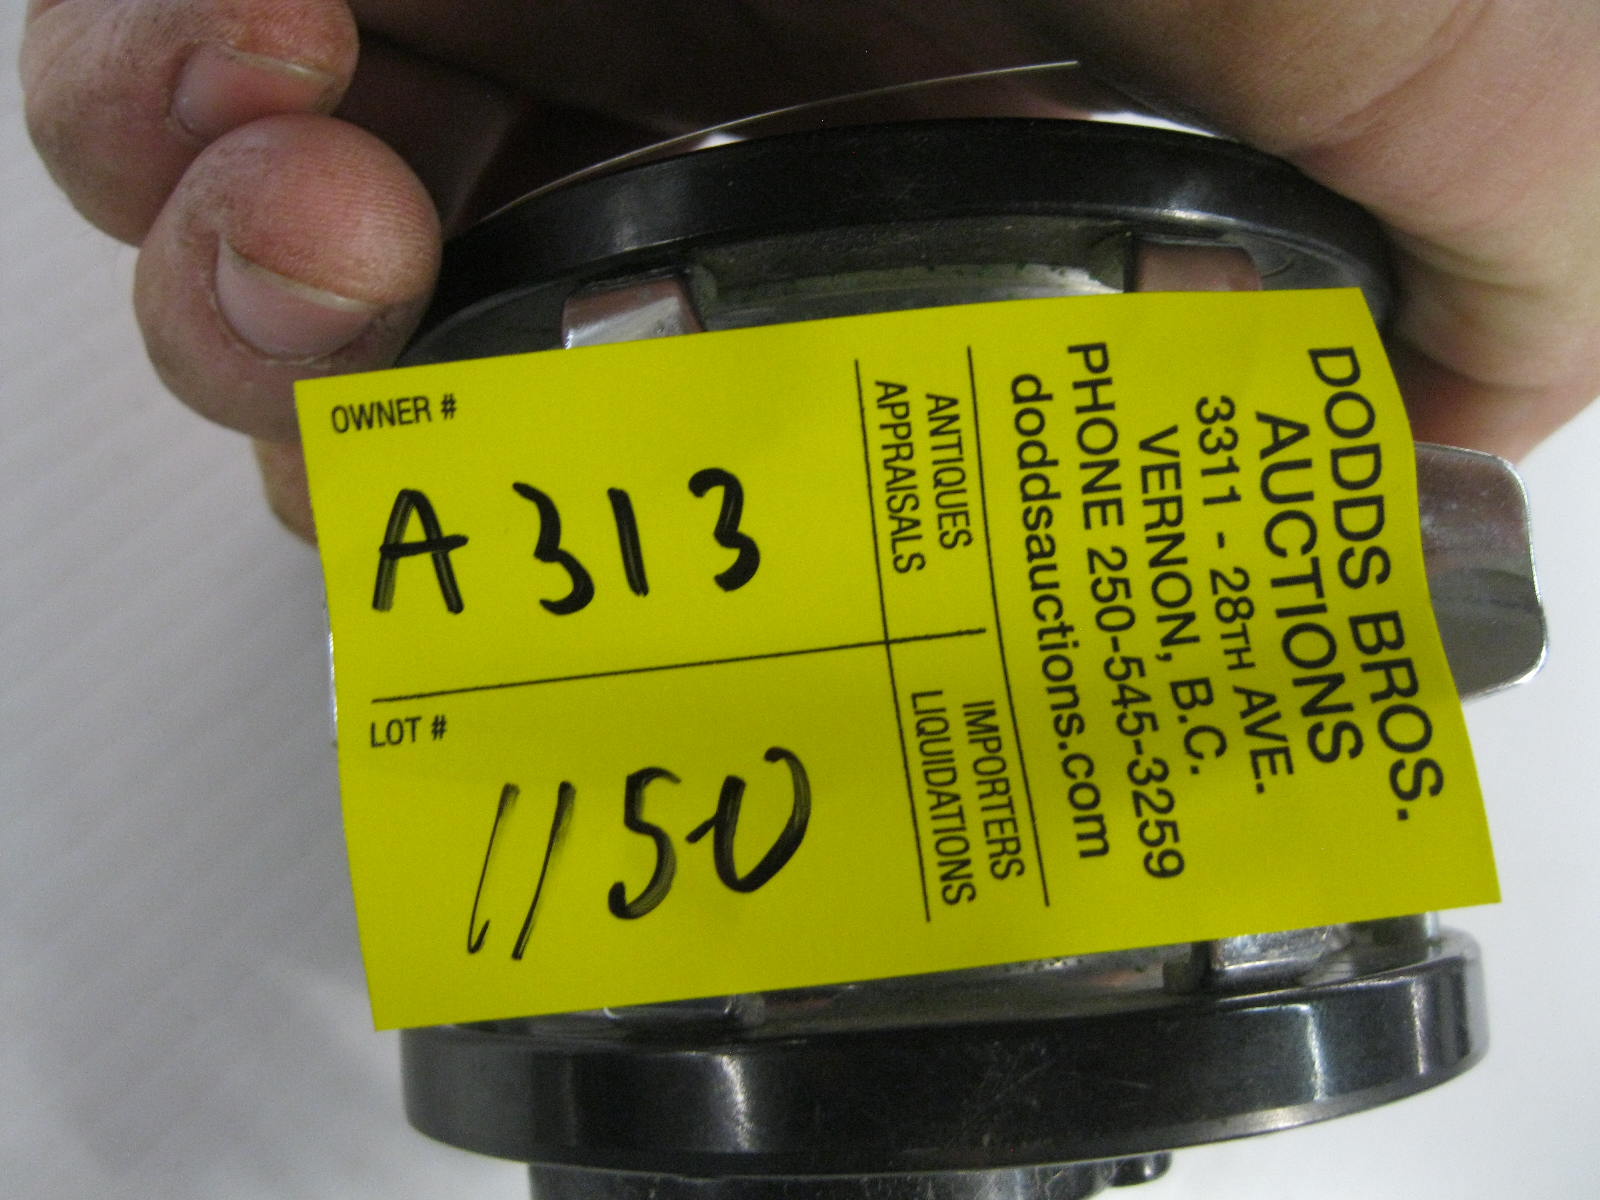 OWNER #
A313
LOT #
1150
DODDS BROS.
AUCTIONS
3311 - 28TH AVE.
VERNON, B.C.
PHONE 250-545-3259
doddsauctions.com
ANTIQUES
APPRAISALS
IMPORTERS
LIQUIDATIONS